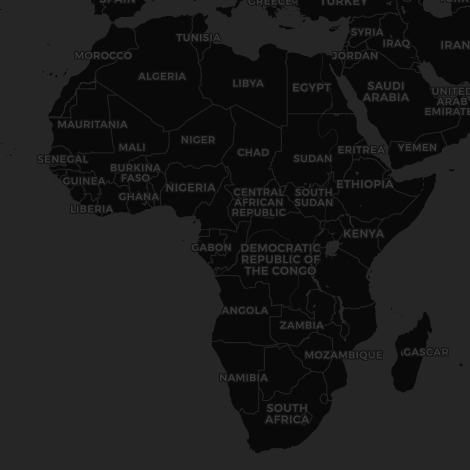 SPAIN
GREECE
TURKEY
TUNISIA
SYRIA
MOROCCO
IRAQ
IRAN
JORDAN
ALGERIA
LIBYA
EGYPT
SAUDI
ARABIA
UNITED
ARAB
EMIRATE
MAURITANIA
MALI
NIGER
CHAD
SUDAN
ERITREA
YEMEN
SENEGAL
GUINEA
BURKINA
FASO
NIGERIA
GHANA
LIBERIA
CENTRAL
AFRICAN
REPUBLIC
SOUTH
SUDAN
ETHIOPIA
GABON
DEMOCRATIC
REPUBLIC OF
THE CONGO
KENYA
ANGOLA
ZAMBIA
MOZAMBIQUE
AGASCAR
NAMIBIA
SOUTH
AFRICA